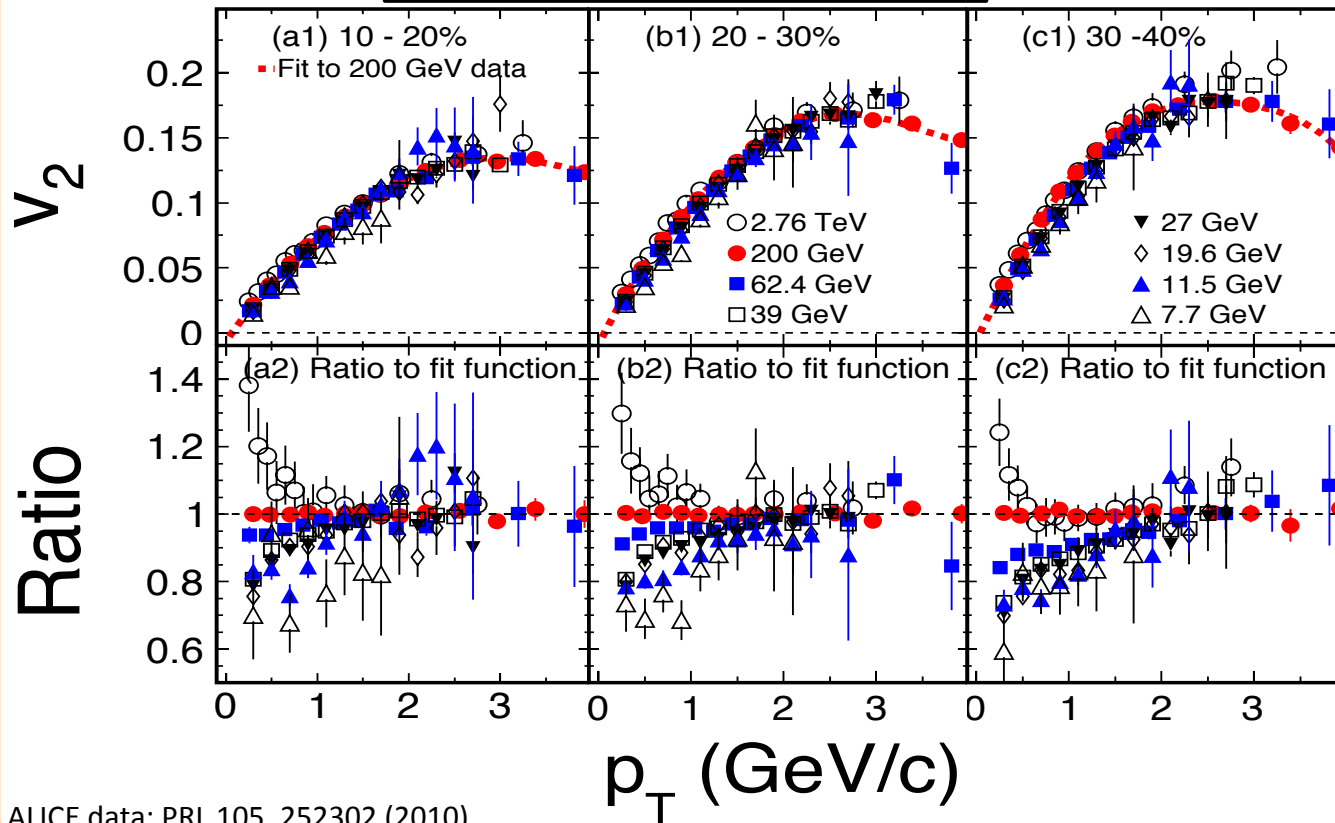 (a1) 10 - 20%
Fit to 200 GeV data
(b1) 20 - 30%
(c1) 30 -40%
v2
0.2
0.15
0.1
0.05
0
2.76 TeV
200 GeV
62.4 GeV
39 GeV
27 GeV
19.6 GeV
11.5 GeV
7.7 GeV
(a2) Ratio to fit function
(b2) Ratio to fit function
(c2) Ratio to fit function
Ratio
1.4
1.2
1
0.8
0.6
0 1 2 3 0 1 2 3 0 1 2 3
pT (GeV/c)
ALICE data: PRL 105, 252302 (2010)